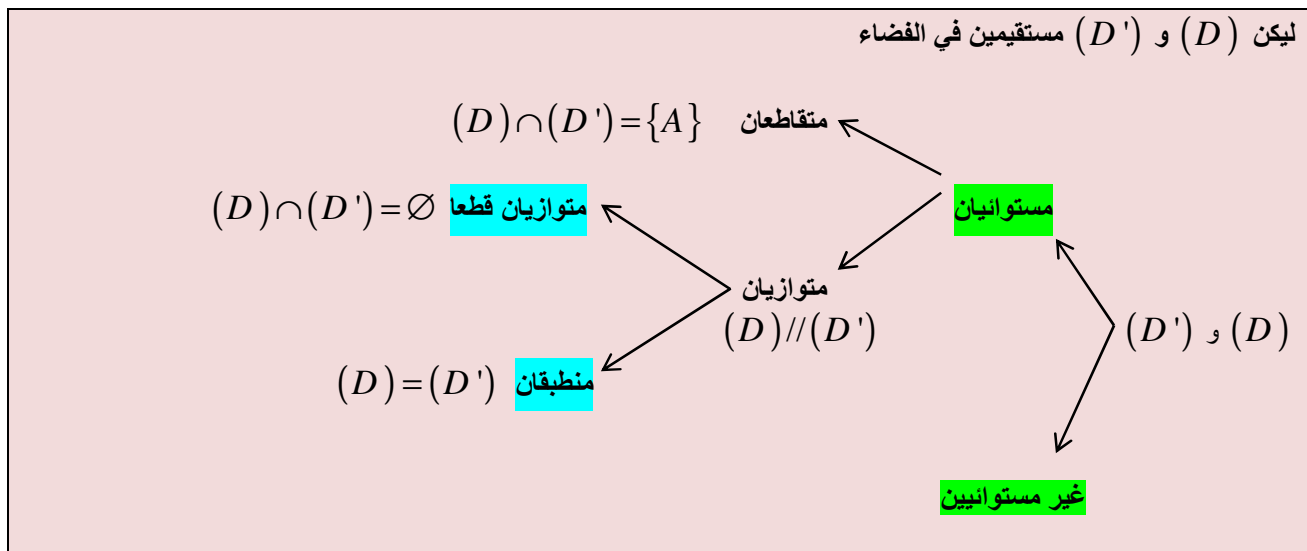 ليكن (D) و (D') مستقيمين في الفضاء
متقاطعان (D)∩(D')={A}
مستوائيان
متوازيان قطعا (D)∩(D')=∅
متوازيان
(D)//(D')
(D) و (D')
منطبقان (D)=(D')
غير مستوائيين